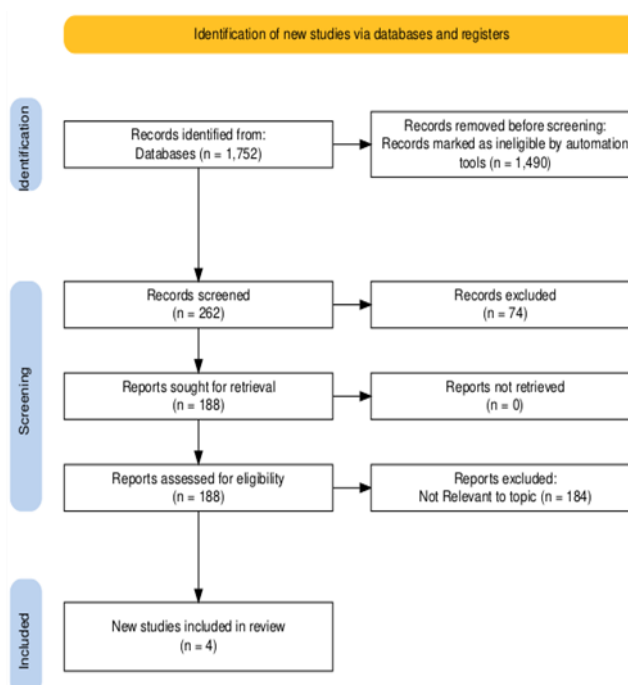 Identification of new studies via databases and registers
Identification
Records identified from:
Databases (n = 1,752)
Records removed before screening:
Records marked as ineligible by automation
tools (n = 1,490)
Screening
Records screened
(n = 262)
Records excluded
(n = 74)
Reports sought for retrieval
(n = 188)
Reports not retrieved
(n = 0)
Reports assessed for eligibility
(n = 188)
Reports excluded:
Not Relevant to topic (n = 184)
Included
New studies included in review
(n = 4)